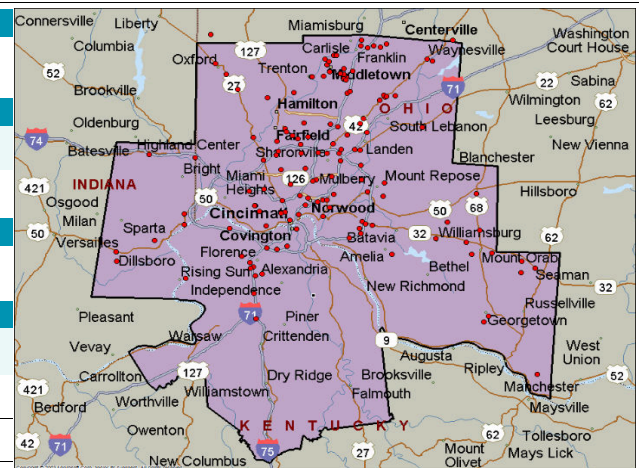 Connersville
Liberty
Miamisburg
Centerville
Washington
Court House
Columbia
127
Carlisle
Franklin
Waynesville
Oxford
Trenton
52
27
Middletown
71
22
Sabina
Brookville
Hamilton
OHIO
Wilmington
62
Oldenburg
42
South Lebanon
Leesburg
74
Fairfield
Batesville
Highland Center
Sharonville
Landen
New Vienna
Blanchester
Bright
Miami
Heights
126
Mulberry
Mount Repose
421
INDIANA
Hillsboro
Osgood
50
Milan
Cincinnati
Norwood
50
68
50
Sparta
Covington
32
Williamsburg
62
Versailles
Florence
Batavia
Dillsboro
Amelia
Mount Orab
Rising Sun
Alexandria
Bethel
Seaman
Independence
New Richmond
32
Russellville
Pleasant
71
Piner
Georgetown
Warsaw
Crittenden
9
Vevay
Augusta
West
Union
Carrollton
127
Dry Ridge
Brooksville
Ripley
52
421
Williamstown
Falmouth
Manchester
Bedford
Worthville
Maysville
KENTUCKY
Owenton
62
Tollesboro
42
71
75
27
Mount
Olivet
Mays Lick
New Columbus